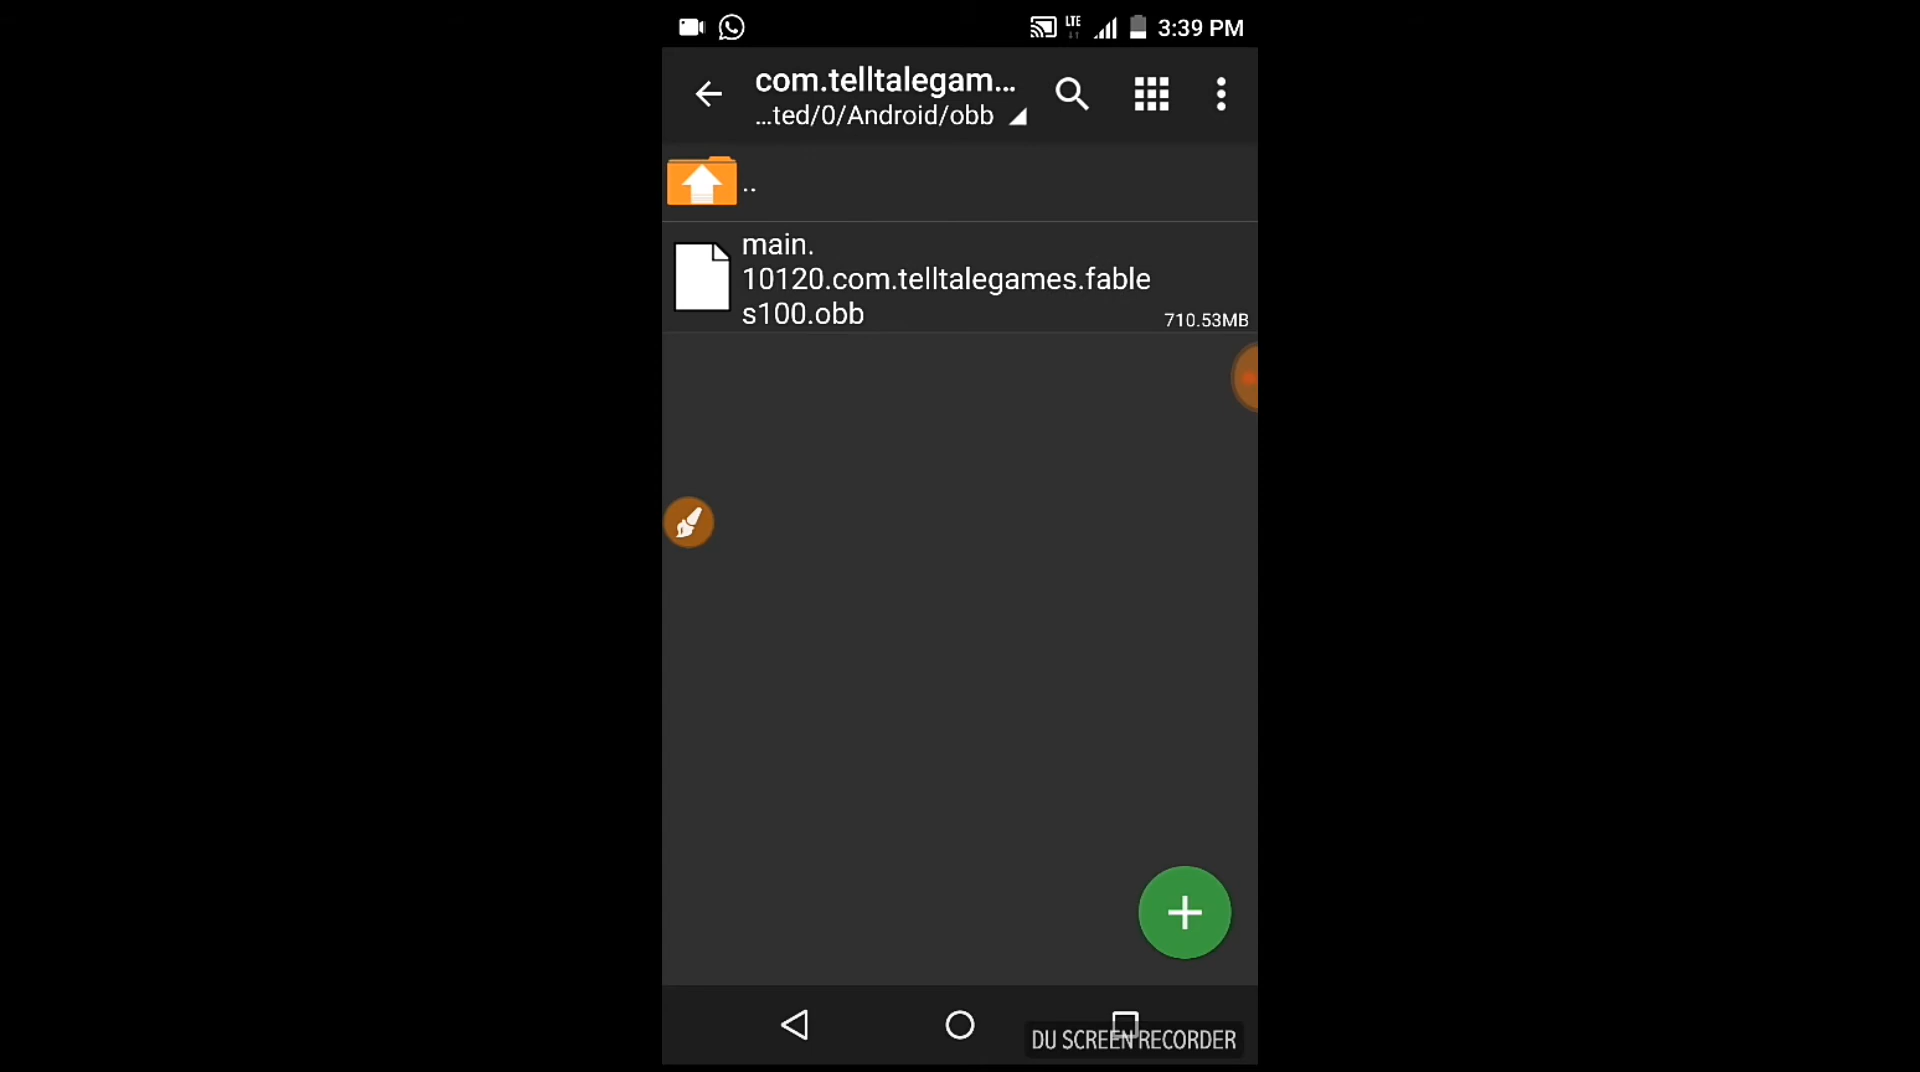 LTE
3:39 PM
com.telltalegam...
...ted/0/Android/obb
..
main.
10120.com.telltalegames.fable
s100.obb
710.53MB
DU SCREEN RECORDER